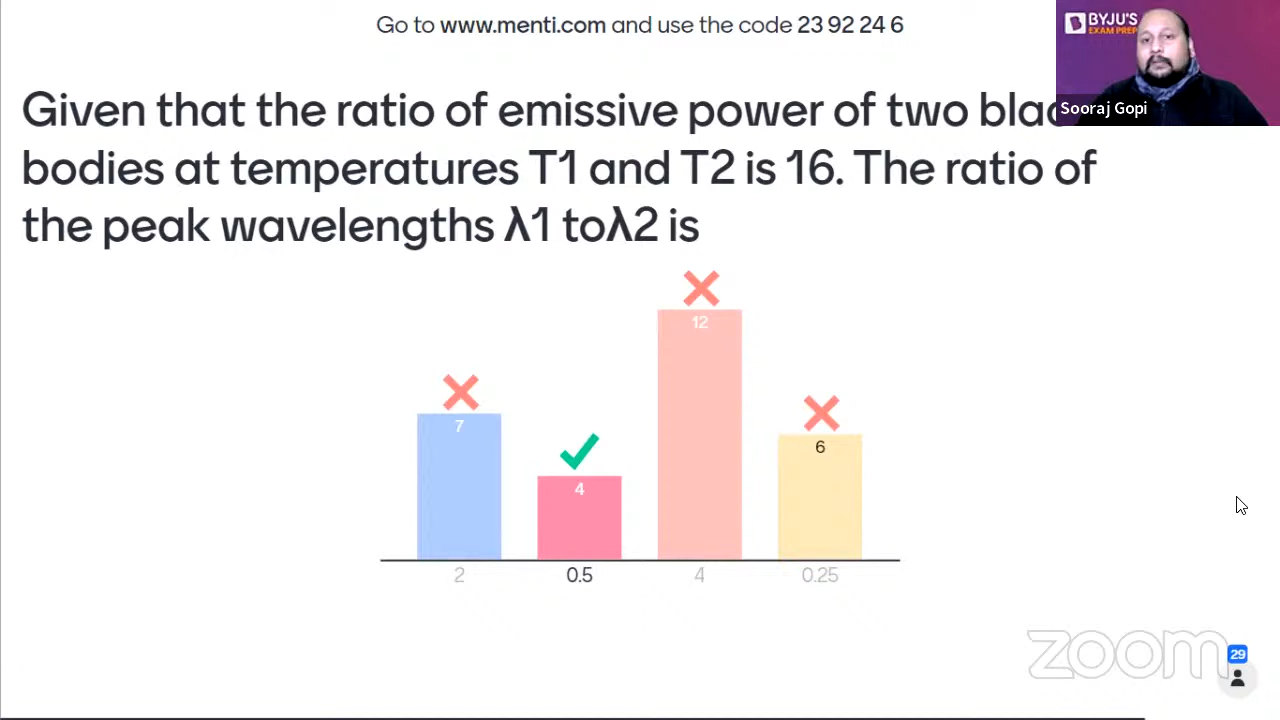 Go to www.menti.com and use the code 23 92 24 6
BYJU'S
EXAM PREP
Sooraj Gopi
Given that the ratio of emissive power of two blac
bodies at temperatures T1 and T2 is 16. The ratio of
the peak wavelengths λ1 toλ2 is
12
7
6
4
2 0.5 4 0.25
zoom
29